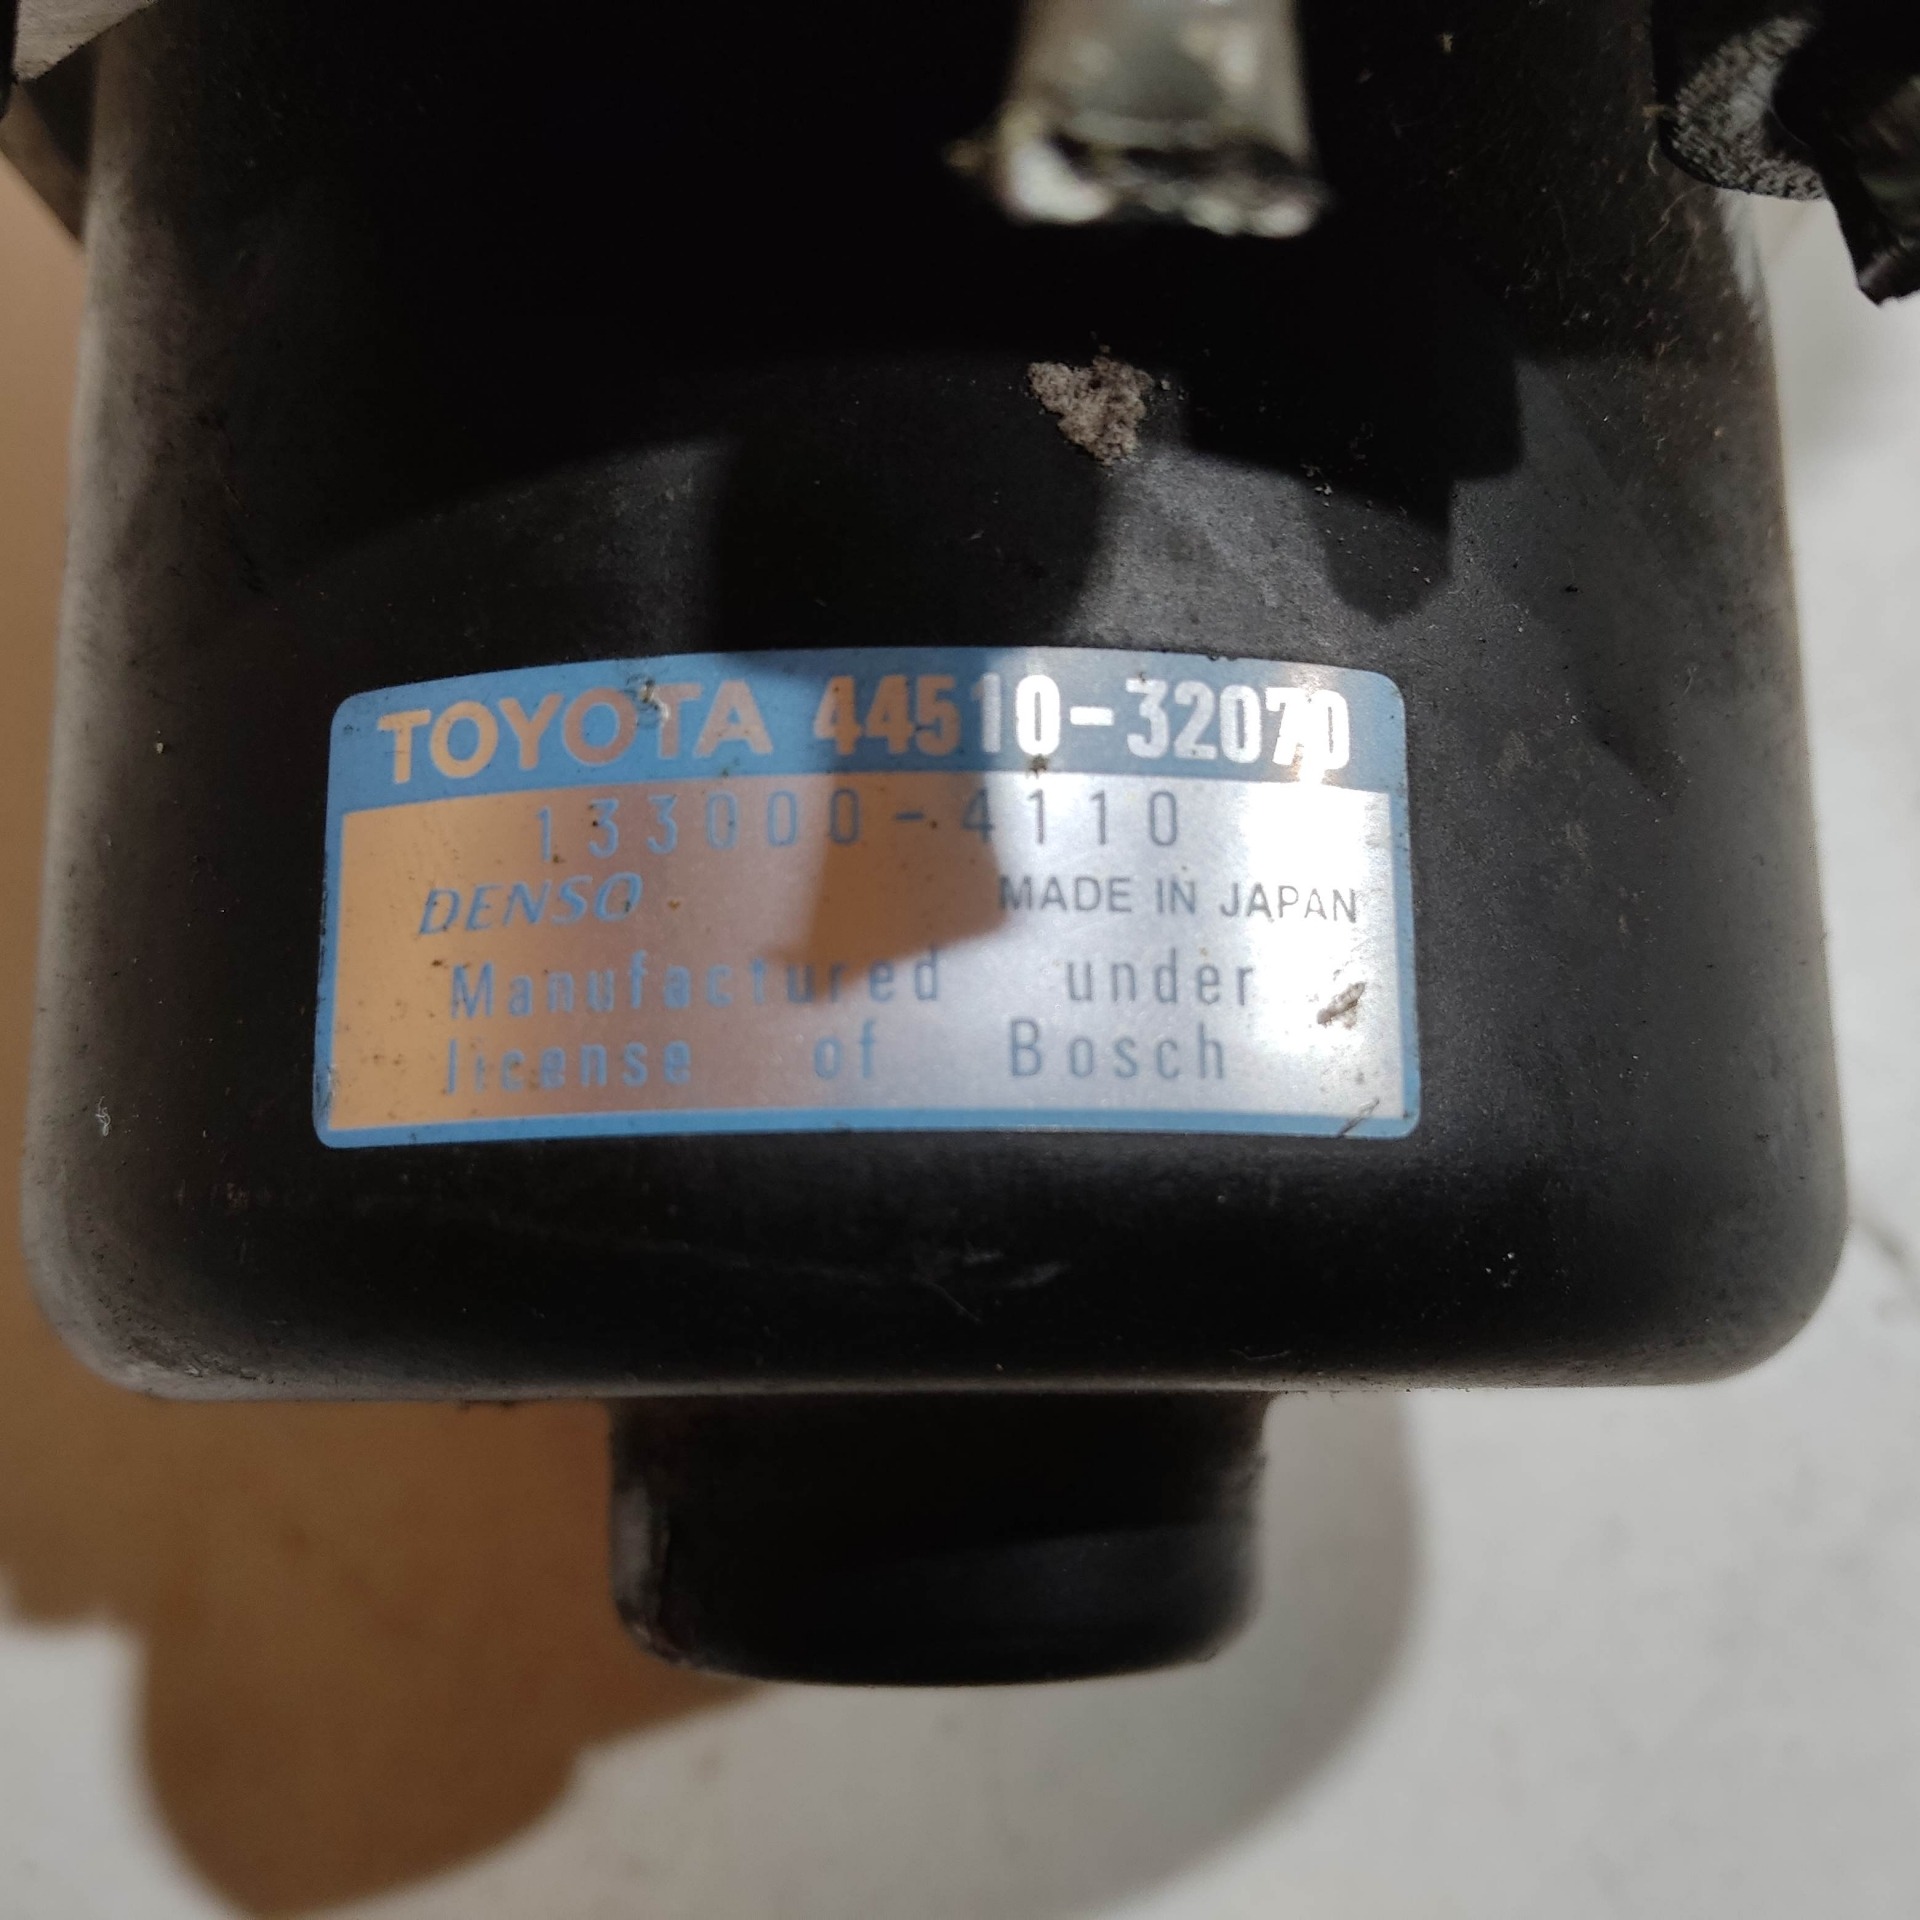 TOYOTA 44510-32070
133000-4110
DENSO MADE IN JAPAN
Manufactured under
license of Bosch